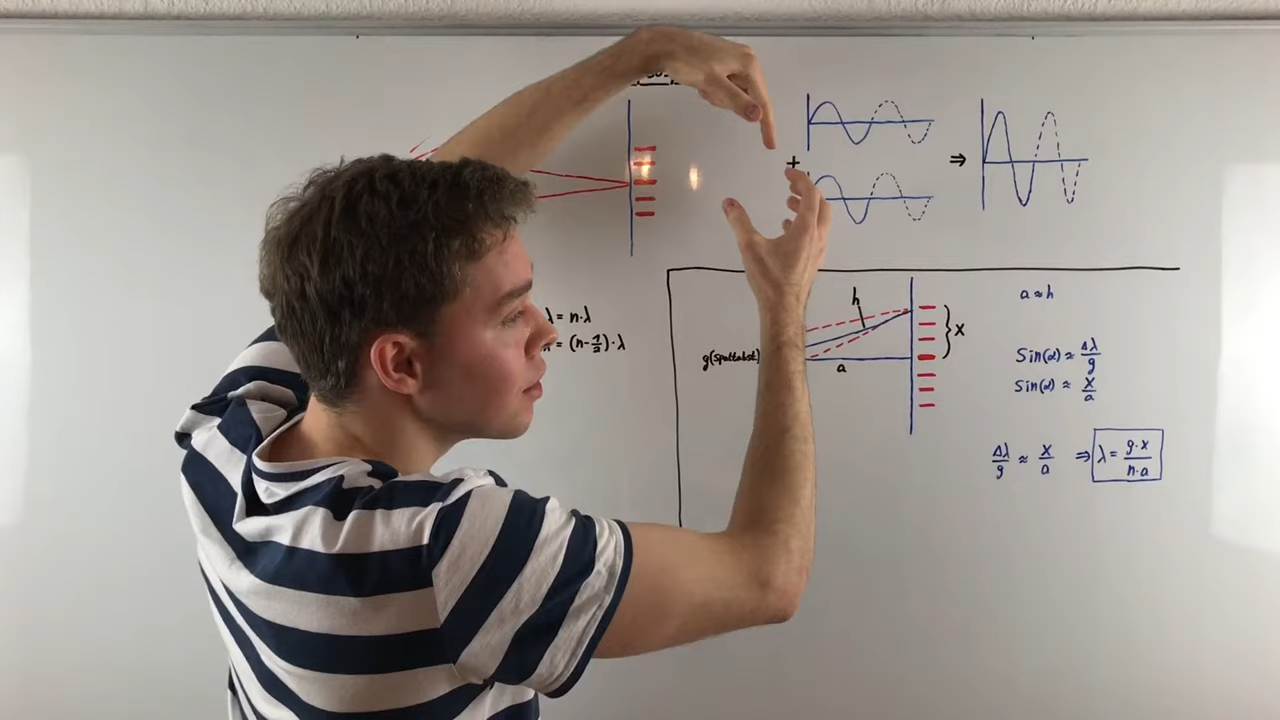 +
⇒
λ = n·λ
= (n-1/2)·λ
h
a ≈ h
} x
g(spaltabst.)
a
Sin(α) ≈ Δλ/g
Sin(α) ≈ x/a
Δλ/g ≈ x/a ⇒ λ = g·x/n·a